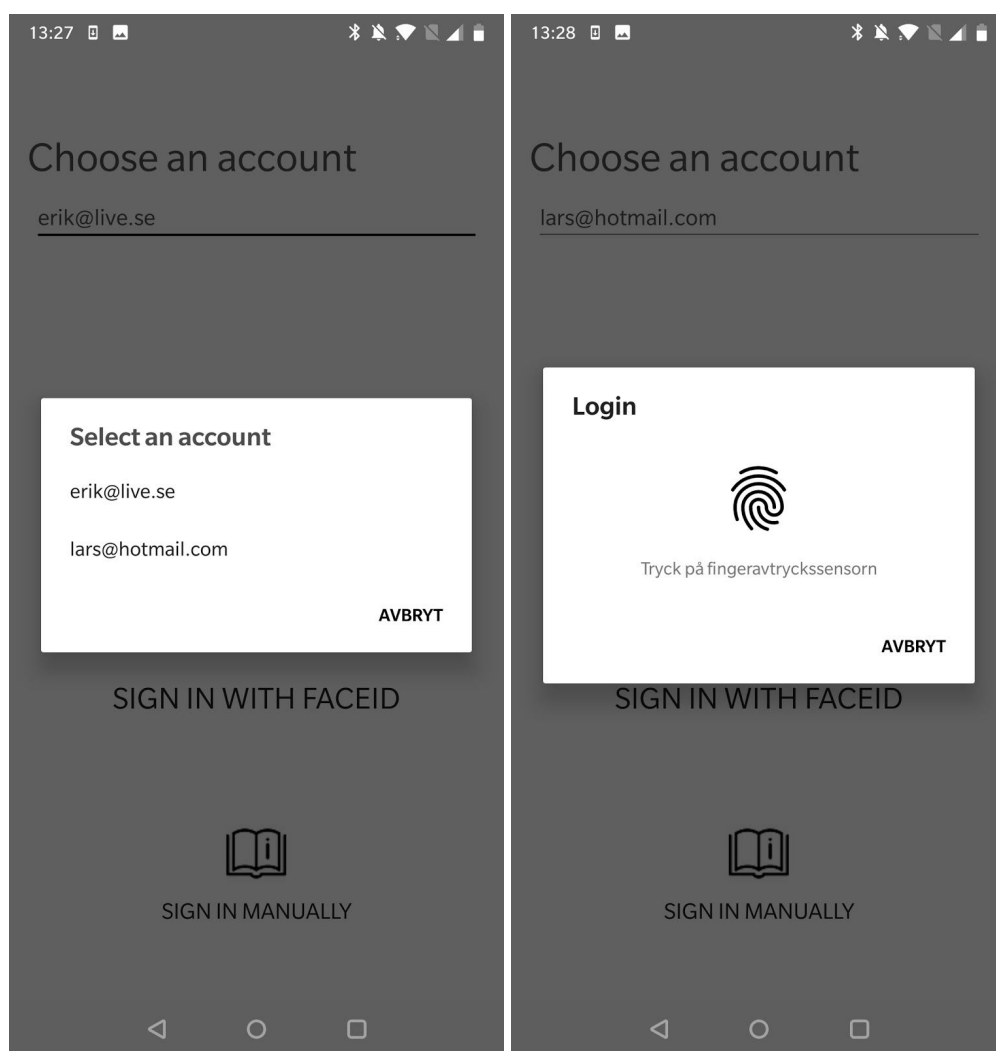 13:27
Choose an account
erik@live.se
Select an account
erik@live.se
lars@hotmail.com
AVBRYT
SIGN IN WITH FACEID
i
SIGN IN MANUALLY
13:28
Choose an account
lars@hotmail.com
Login
Tryck på fingeravtryckssensorn
AVBRYT
SIGN IN WITH FACEID
i
SIGN IN MANUALLY